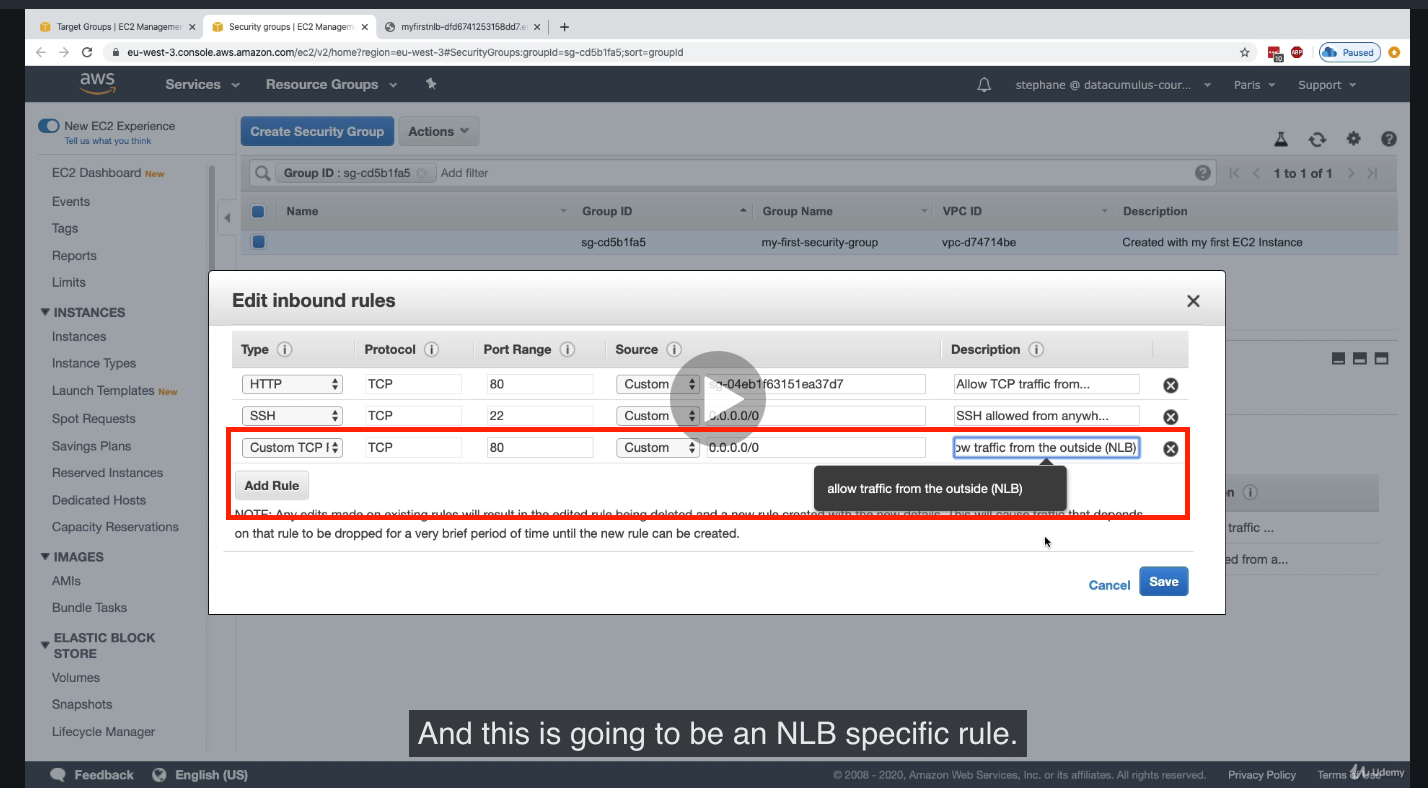 Target Groups | EC2 Managemen
Security groups | EC2 Managem
myfirstnlb-dfd6741253158dd7.e
eu-west-3.console.aws.amazon.com/ec2/v2/home?region=eu-west-3#SecurityGroups:groupId=sg-cd5b1fa5;sort=groupId
10
ABP
Paused
aws
Services
Resource Groups
stephane @ datacumulus-cour...
Paris
Support
New EC2 Experience
Tell us what you think
EC2 Dashboard New
Events
Tags
Reports
Limits
INSTANCES
Instances
Instance Types
Launch Templates New
Spot Requests
Savings Plans
Reserved Instances
Dedicated Hosts
Capacity Reservations
IMAGES
AMIs
Bundle Tasks
ELASTIC BLOCK
STORE
Volumes
Snapshots
Lifecycle Manager
Create Security Group
Actions
Group ID : sg-cd5b1fa5
Add filter
1 to 1 of 1
Name Group ID Group Name VPC ID Description
sg-cd5b1fa5 my-first-security-group vpc-d74714be Created with my first EC2 Instance
Edit inbound rules
Type Protocol Port Range Source Description
HTTP TCP 80 Custom sg-04eb1f63151ea37d7 Allow TCP traffic from...
SSH TCP 22 Custom 0.0.0.0/0 SSH allowed from anywh...
Custom TCP TCP 80 Custom 0.0.0.0/0 ow traffic from the outside (NLB)
Add Rule
allow traffic from the outside (NLB)
NOTE: Any edits made on existing rules will result in the edited rule being deleted and a new rule created with the new details. This will cause traffic that depends
on that rule to be dropped for a very brief period of time until the new rule can be created.
Cancel
Save
n
traffic ...
ed from a...
And this is going to be an NLB specific rule.
Feedback
English (US)
© 2008 - 2020, Amazon Web Services, Inc. or its affiliates. All rights reserved.
Privacy Policy
Terms of Use
Udemy